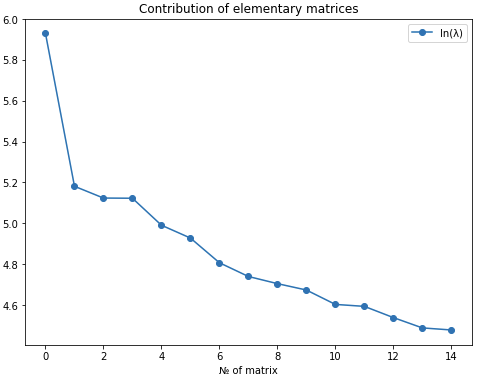 Contribution of elementary matrices
ln(λ)
6.0
5.8
5.6
5.4
5.2
5.0
4.8
4.6
0 2 4 6 8 10 12 14
№ of matrix